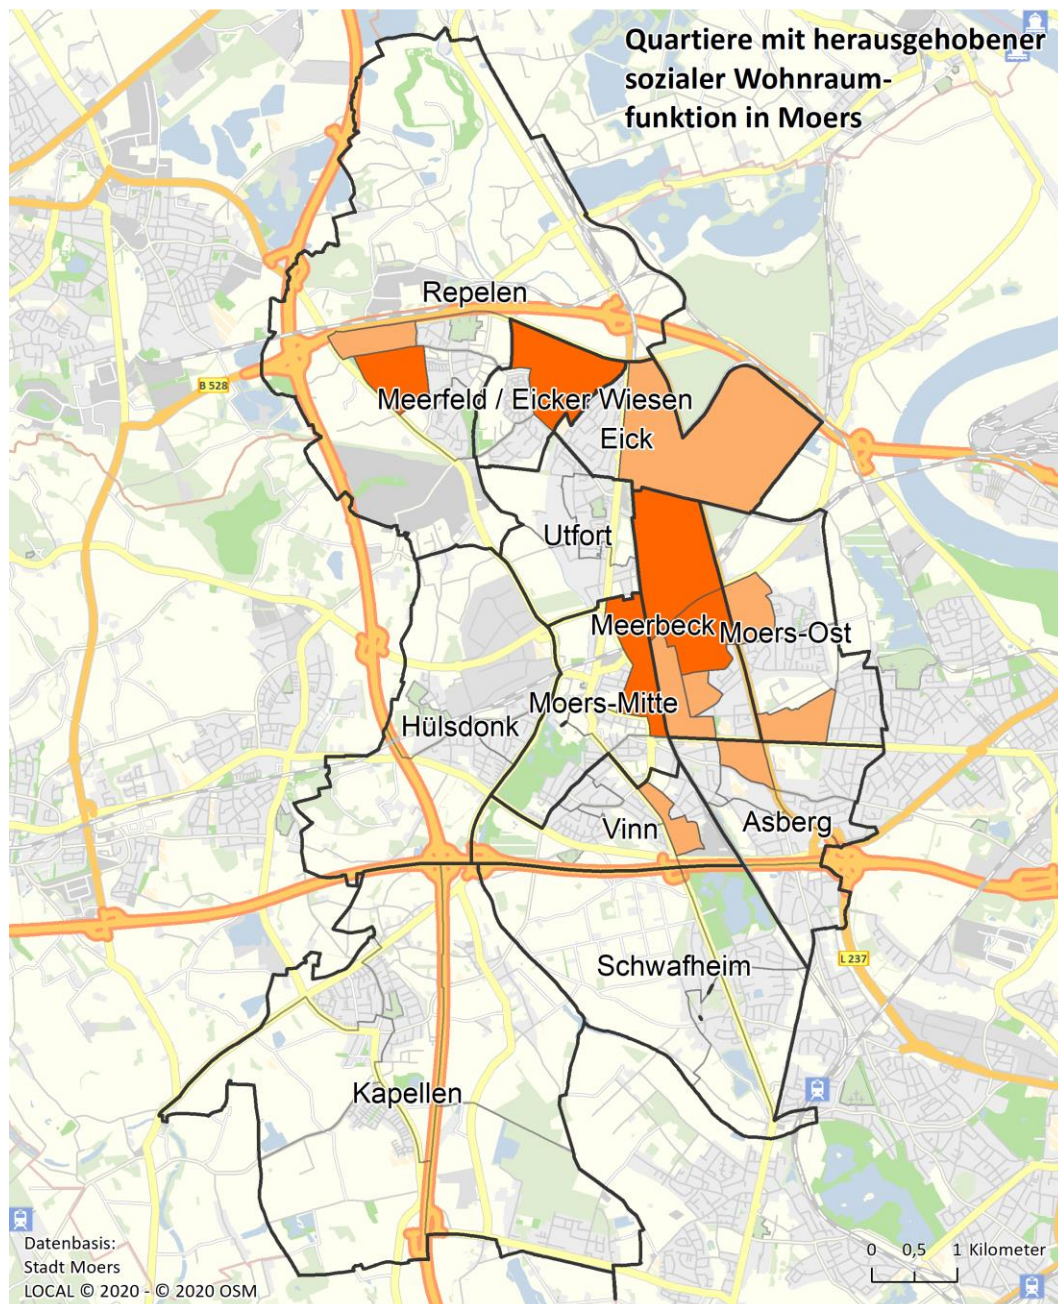 Quartiere mit herausgehobener
sozialer Wohnraum-
funktion in Moers
Repelen
B 528
Meerfeld / Eicker Wiesen
Eick
Utfort
Meerbeck
Moers-Ost
Moers-Mitte
Hülsdonk
Vinn
Asberg
Schwafheim
L 237
Kapellen
Datenbasis:
Stadt Moers
LOCAL © 2020 - © 2020 OSM
0 0,5 1 Kilometer